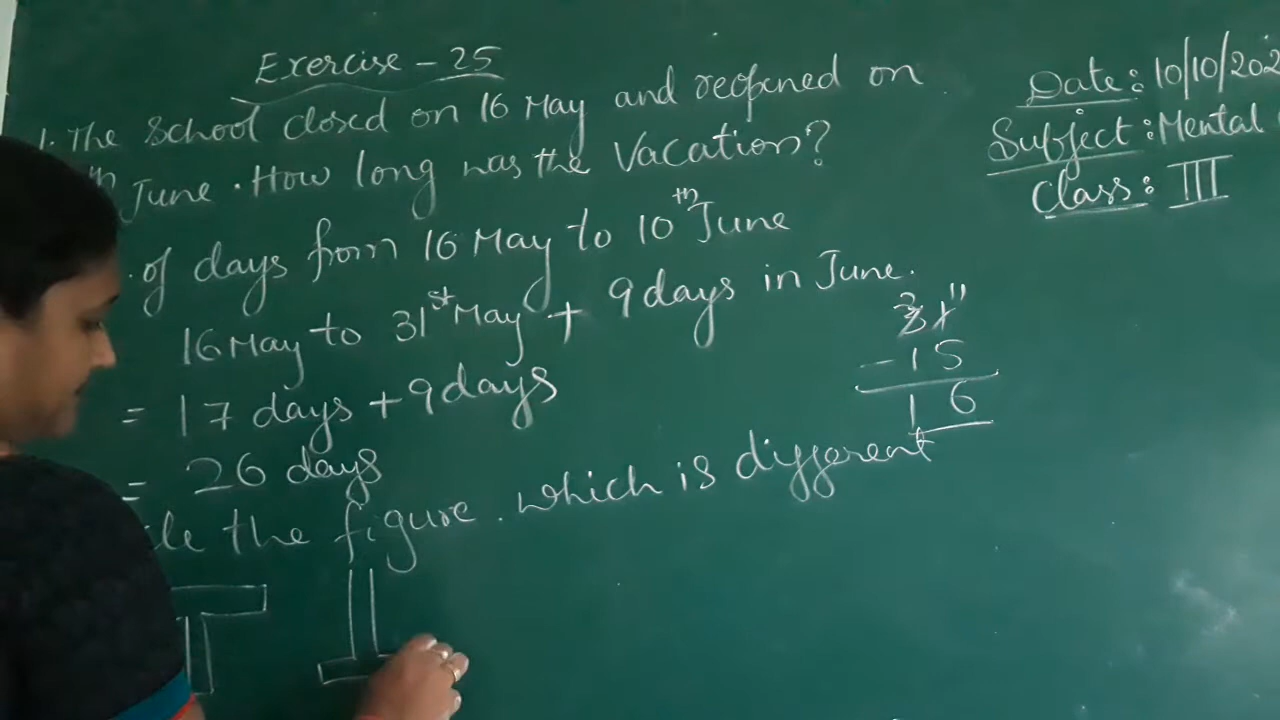 Exercise - 25
1. The School closed on 16 May and reopened on
th June. How long was the Vacation?
of days from 16 May to 10th June
16 May to 31st May + 9 days in June.
= 17 days + 9 days
= 26 days
the figure. which is different
Date: 10/10/202
Subject: Mental
Class: III
2 11
31
- 15
16